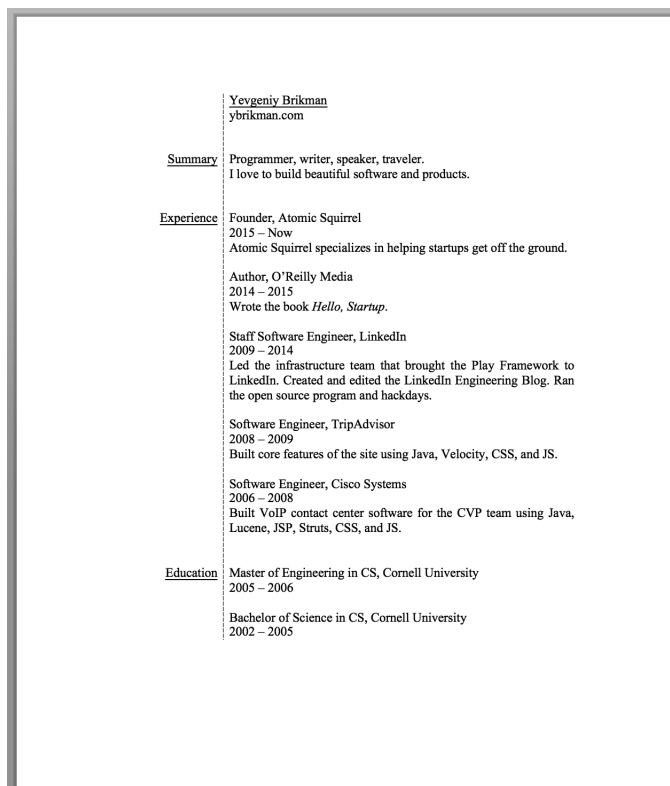 Yevgeniy Brikman
ybrikman.com
Summary
Programmer, writer, speaker, traveler.
I love to build beautiful software and products.
Experience
Founder, Atomic Squirrel
2015 – Now
Atomic Squirrel specializes in helping startups get off the ground.
Author, O’Reilly Media
2014 – 2015
Wrote the book Hello, Startup.
Staff Software Engineer, LinkedIn
2009 – 2014
Led the infrastructure team that brought the Play Framework to
LinkedIn. Created and edited the LinkedIn Engineering Blog. Ran
the open source program and hackdays.
Software Engineer, TripAdvisor
2008 – 2009
Built core features of the site using Java, Velocity, CSS, and JS.
Software Engineer, Cisco Systems
2006 – 2008
Built VoIP contact center software for the CVP team using Java,
Lucene, JSP, Struts, CSS, and JS.
Education
Master of Engineering in CS, Cornell University
2005 – 2006
Bachelor of Science in CS, Cornell University
2002 – 2005